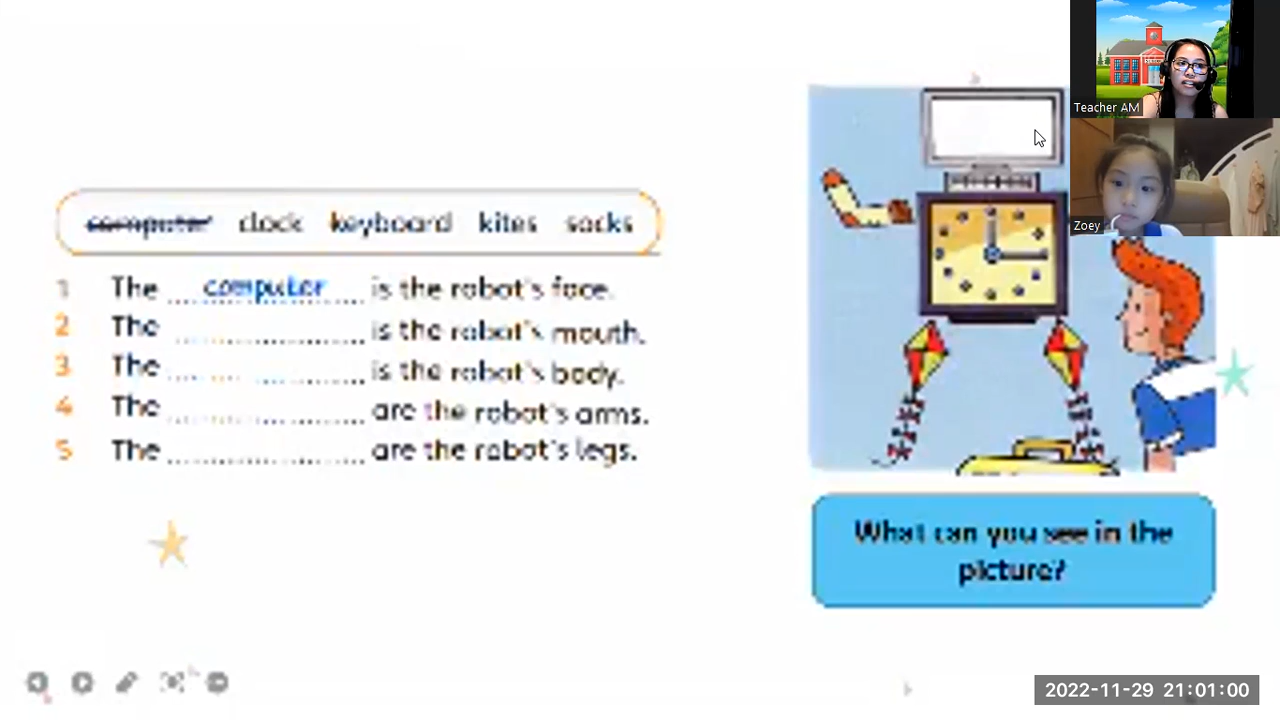 computer clock keyboard kites socks
1 The computer is the robot's face.
2 The .................... is the robot's mouth.
3 The .................... is the robot's body.
4 The .................... are the robot's arms.
5 The .................... are the robot's legs.
What can you see in the
picture?
Teacher AM
Zoey
2022-11-29 21:01:00